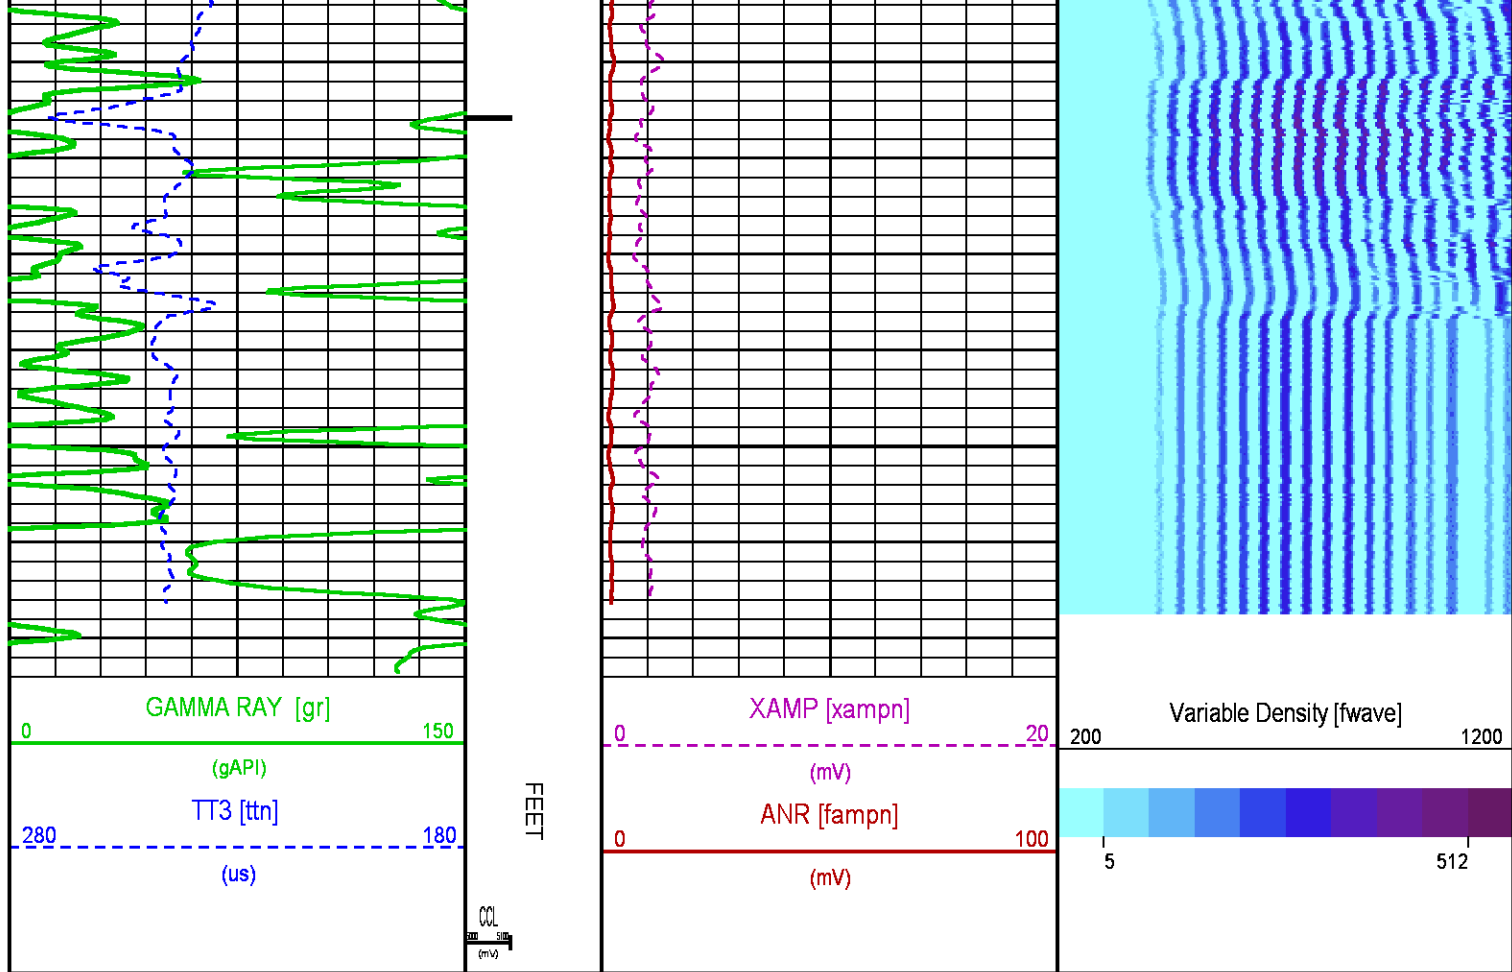 GAMMA RAY [gr]
0 150
(gAPI)
TT3 [ttn]
280 180
(us)
FEET
CCL
(mV)
XAMP [xampn]
0 20
(mV)
ANR [fampn]
0 100
(mV)
Variable Density [fwave]
200 1200
5 512